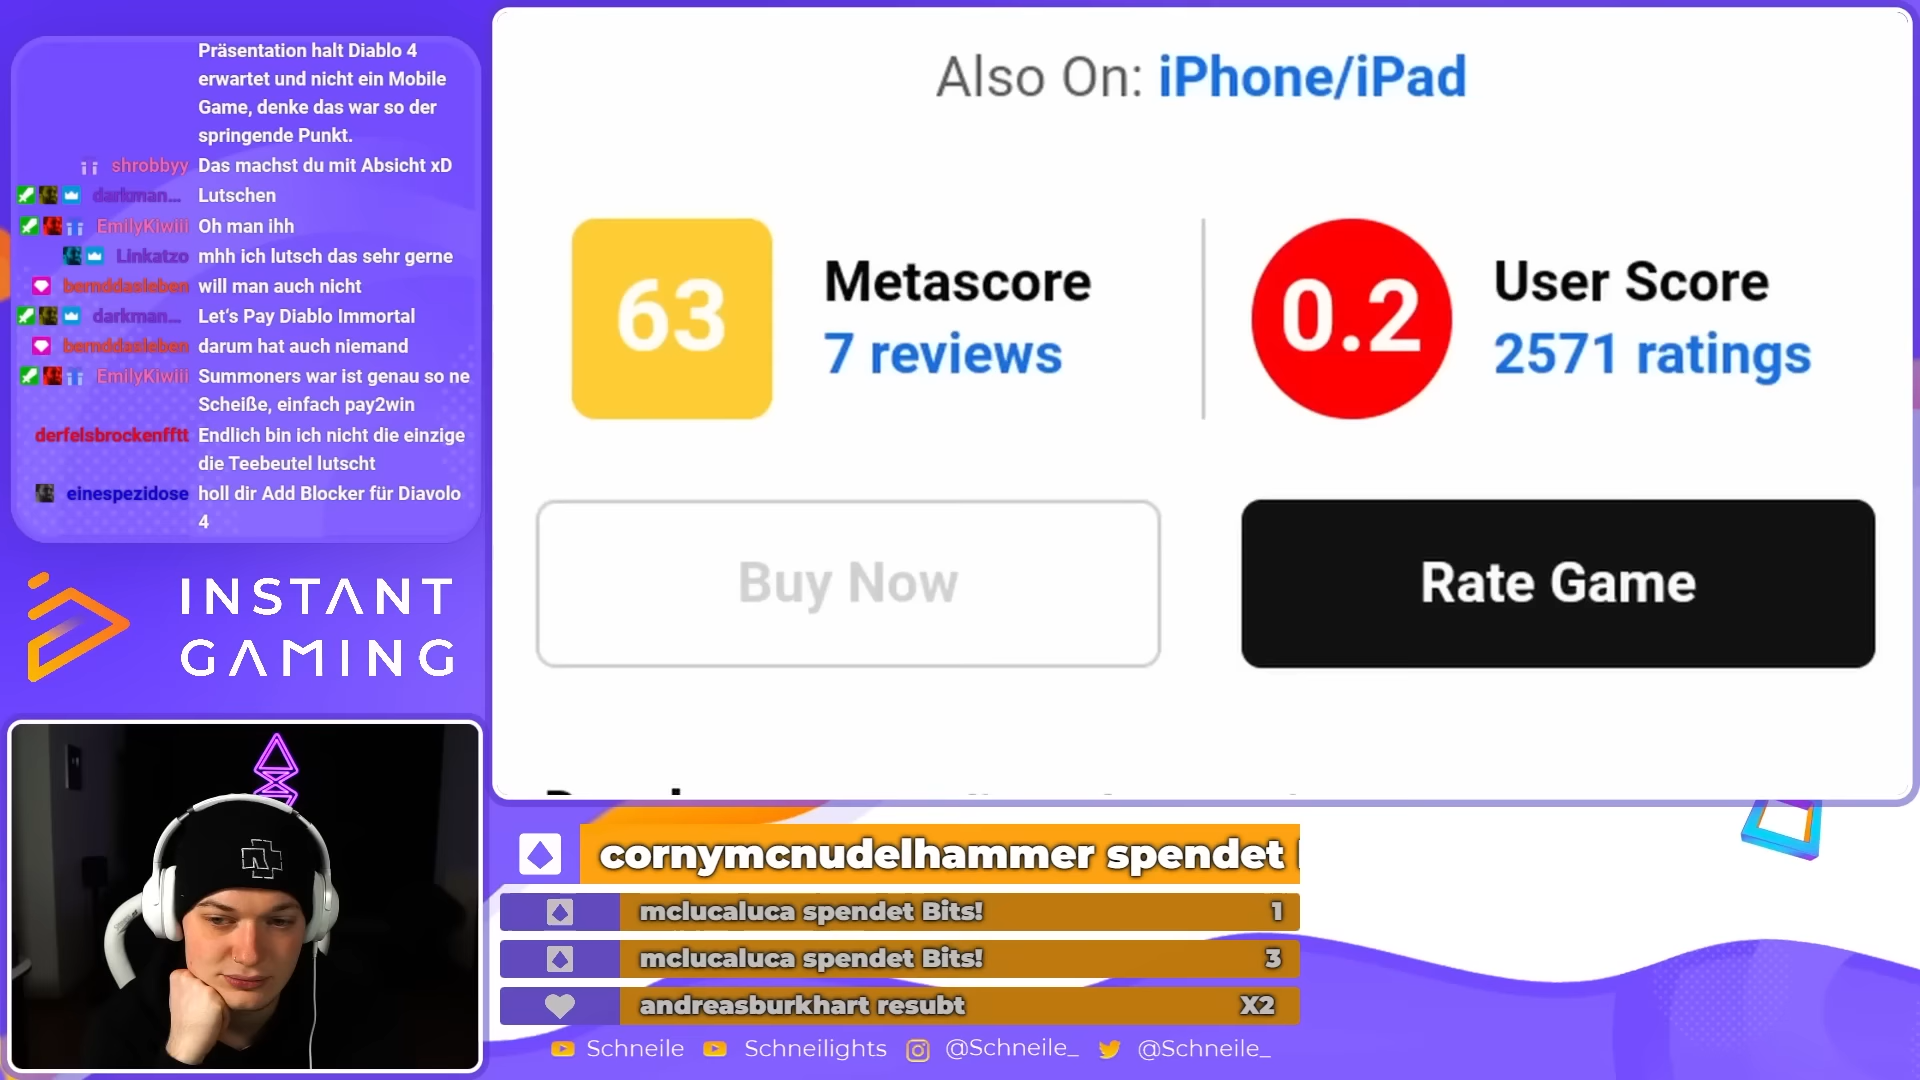 Präsentation halt Diablo 4
erwartet und nicht ein Mobile
Game, denke das war so der
springende Punkt.
shrobbyy Das machst du mit Absicht xD
darkman... Lutschen
EmilyKiwiii Oh man ihh
Linkatzo mhh ich lutsch das sehr gerne
bernddasleben will man auch nicht
darkman... Let's Pay Diablo Immortal
bernddasleben darum hat auch niemand
EmilyKiwiii Summoners war ist genau so ne
Scheiße, einfach pay2win
derfelsbrockenfftt Endlich bin ich nicht die einzige
die Teebeutel lutscht
einespezidose holl dir Add Blocker für Diavolo
4
INSTANT
GAMING
Also On: iPhone/iPad
63
Metascore
7 reviews
0.2
User Score
2571 ratings
Buy Now
Rate Game
cornymcnudelhammer spendet
mclucaluca spendet Bits! 1
mclucaluca spendet Bits! 3
andreasburkhart resubt X2
Schneile Schneilights @Schneile_ @Schneile_